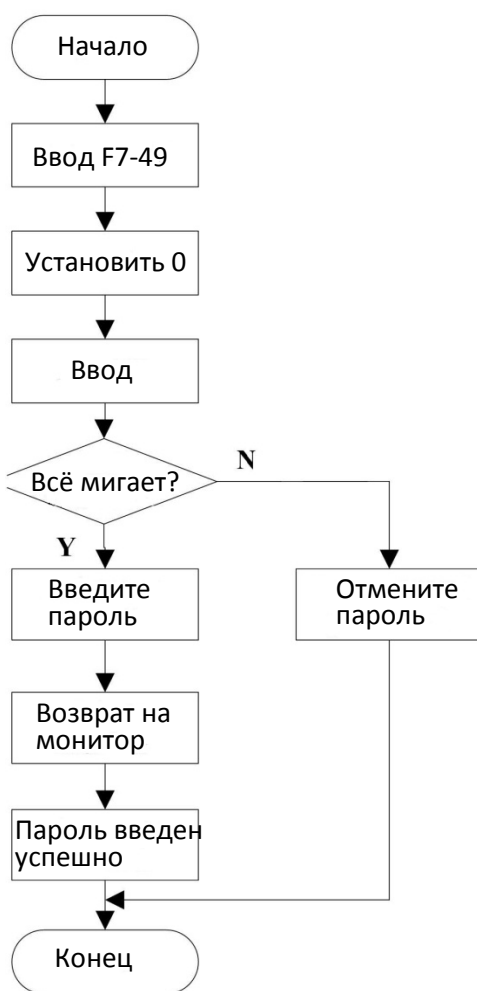 Начало
Ввод F7-49
Установить 0
Ввод
Всё мигает?
N
Y
Введите
пароль
Отмените
пароль
Возврат на
монитор
Пароль введен
успешно
Конец